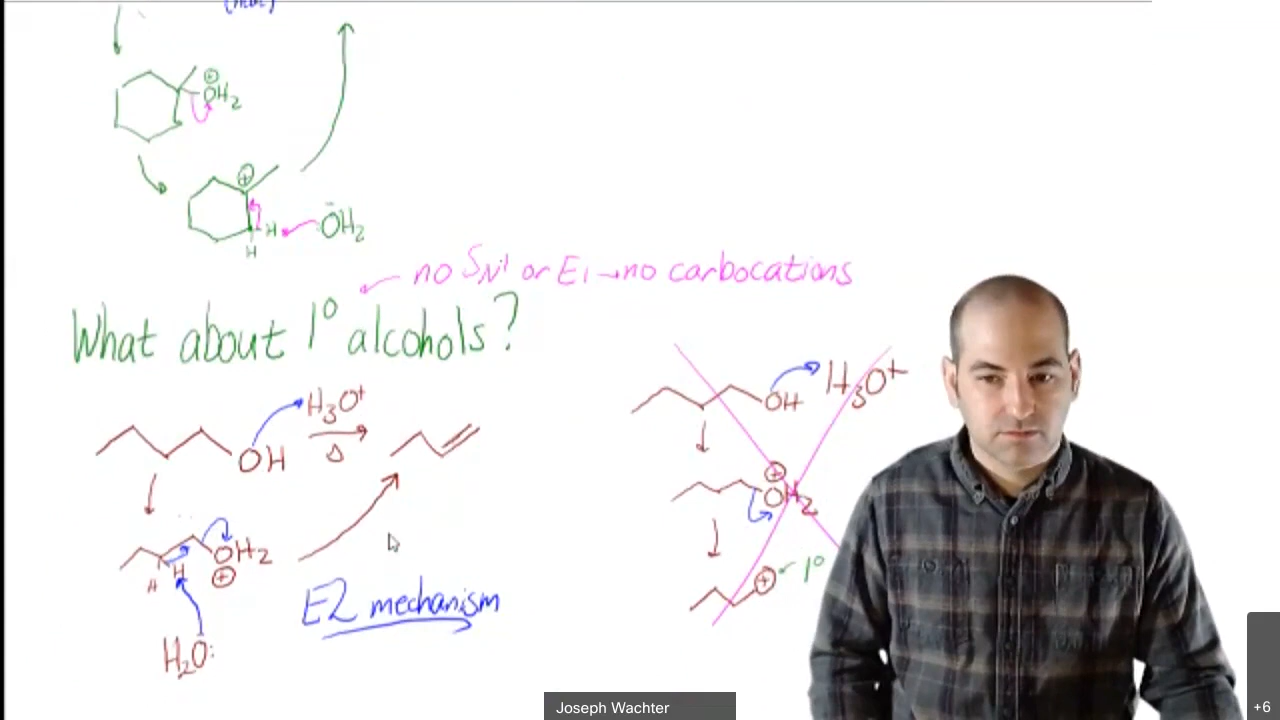 ⊕
OH2
⊕
H
ÖH2
H
no SN1 or E1 → no carbocations
What about 1° alcohols?
OH
H3O+
Δ
OH
H3O+
⊕
OH2
OH2
⊕
H
H
⊕
1°
E2 mechanism
H2O:
Joseph Wachter
+6